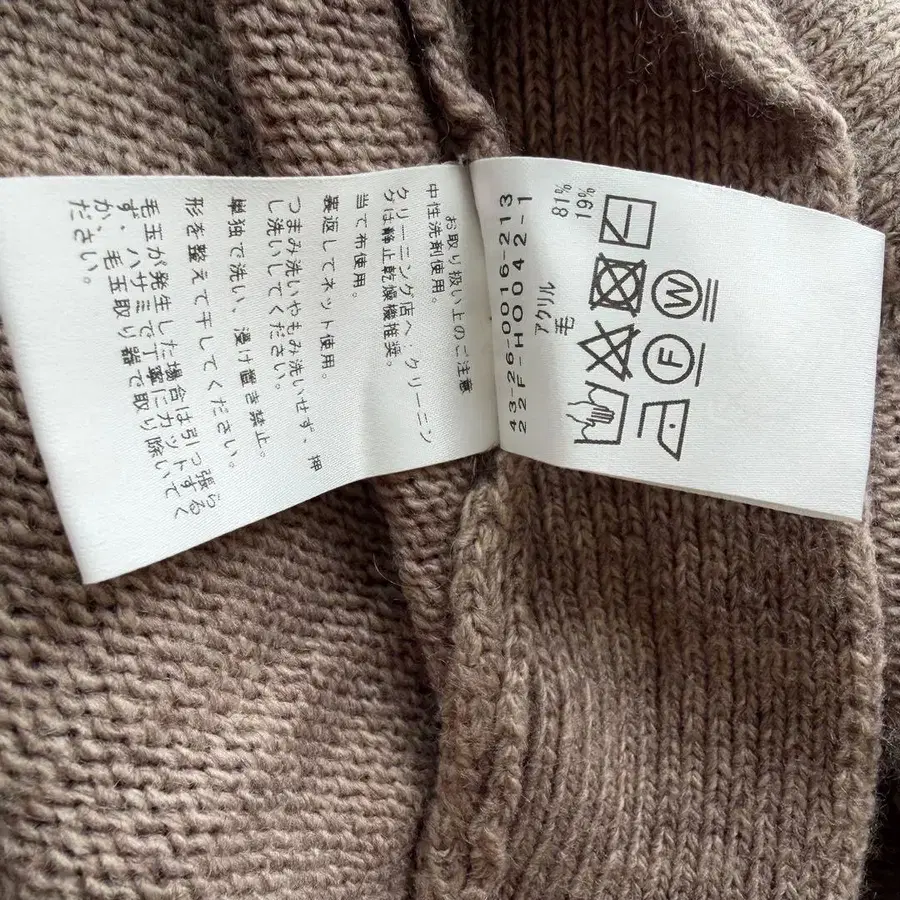 お取り扱い上のご注意
中性洗剤使用。
クリーニング店へ:クリーニン
グは静止乾燥機推奨。
当て布使用。
裏返してネット使用。
つまみ洗いやもみ洗いせず、押
し洗いしてください。
単独で洗い、浸け置き禁止。
形を整えて干してください。
毛玉が発生した場合は引っ張ら
ず、ハサミで丁寧にカットする
か、毛玉取り器で取り除いてく
ださい。
43-26-0016-213
22F-H004 2-1
アクリル 81%
毛 19%
W
F